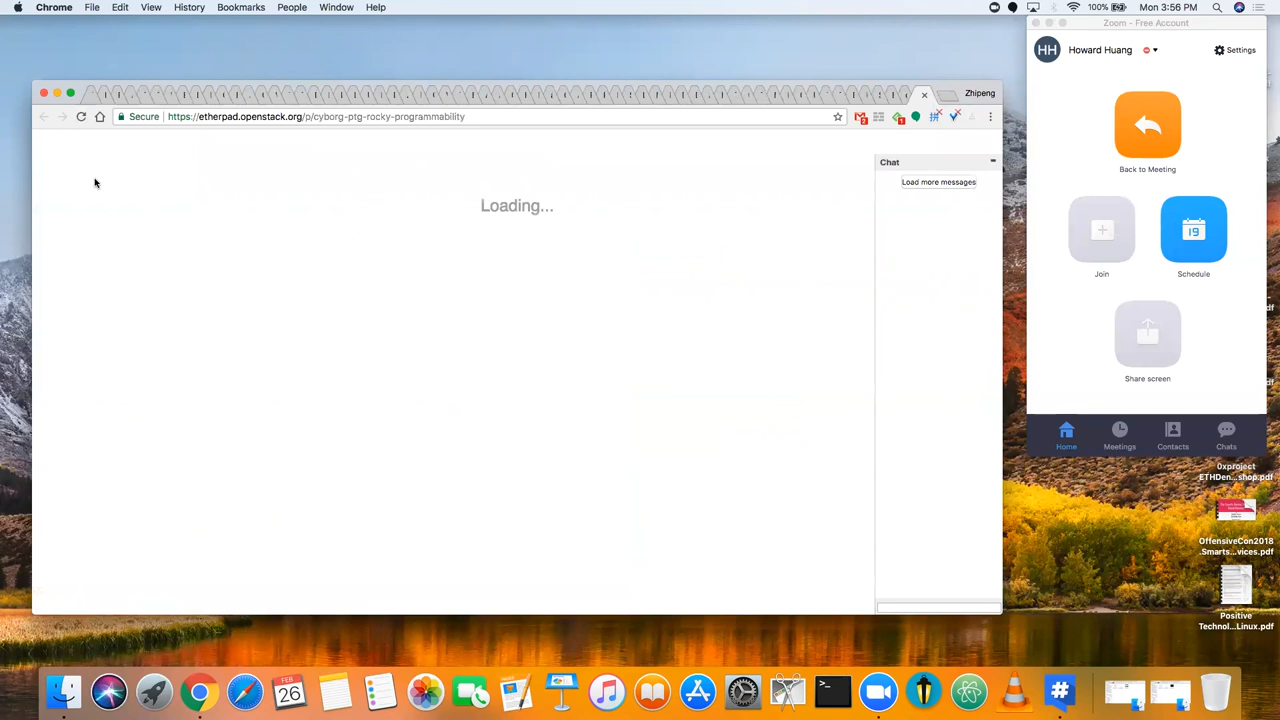 Chrome File Edit View History Bookmarks People Window Help
100% Mon 3:56 PM
Zoom - Free Account
HH Howard Huang Settings
Zhipeng
Secure https://etherpad.openstack.org/p/cyborg-ptg-rocky-programmability
Chat
Load more messages
Loading...
Back to Meeting
19
Join Schedule
Share screen
Home Meetings Contacts Chats
0xproject
ETHDen...shop.pdf
OffensiveCon2018
.Smarts...vices.pdf
Positive
Technol...Linux.pdf
FEB
26